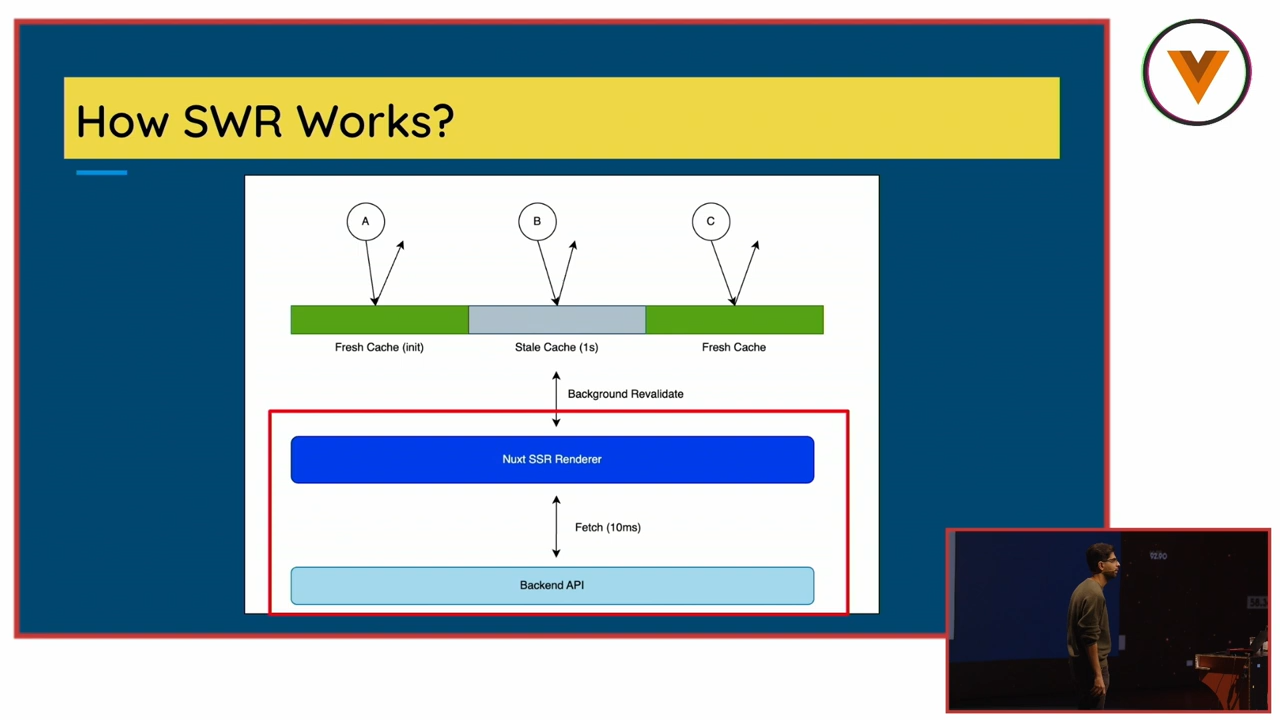 How SWR Works?
A
B
C
Fresh Cache (init)
Stale Cache (1s)
Fresh Cache
Background Revalidate
Nuxt SSR Renderer
Fetch (10ms)
Backend API